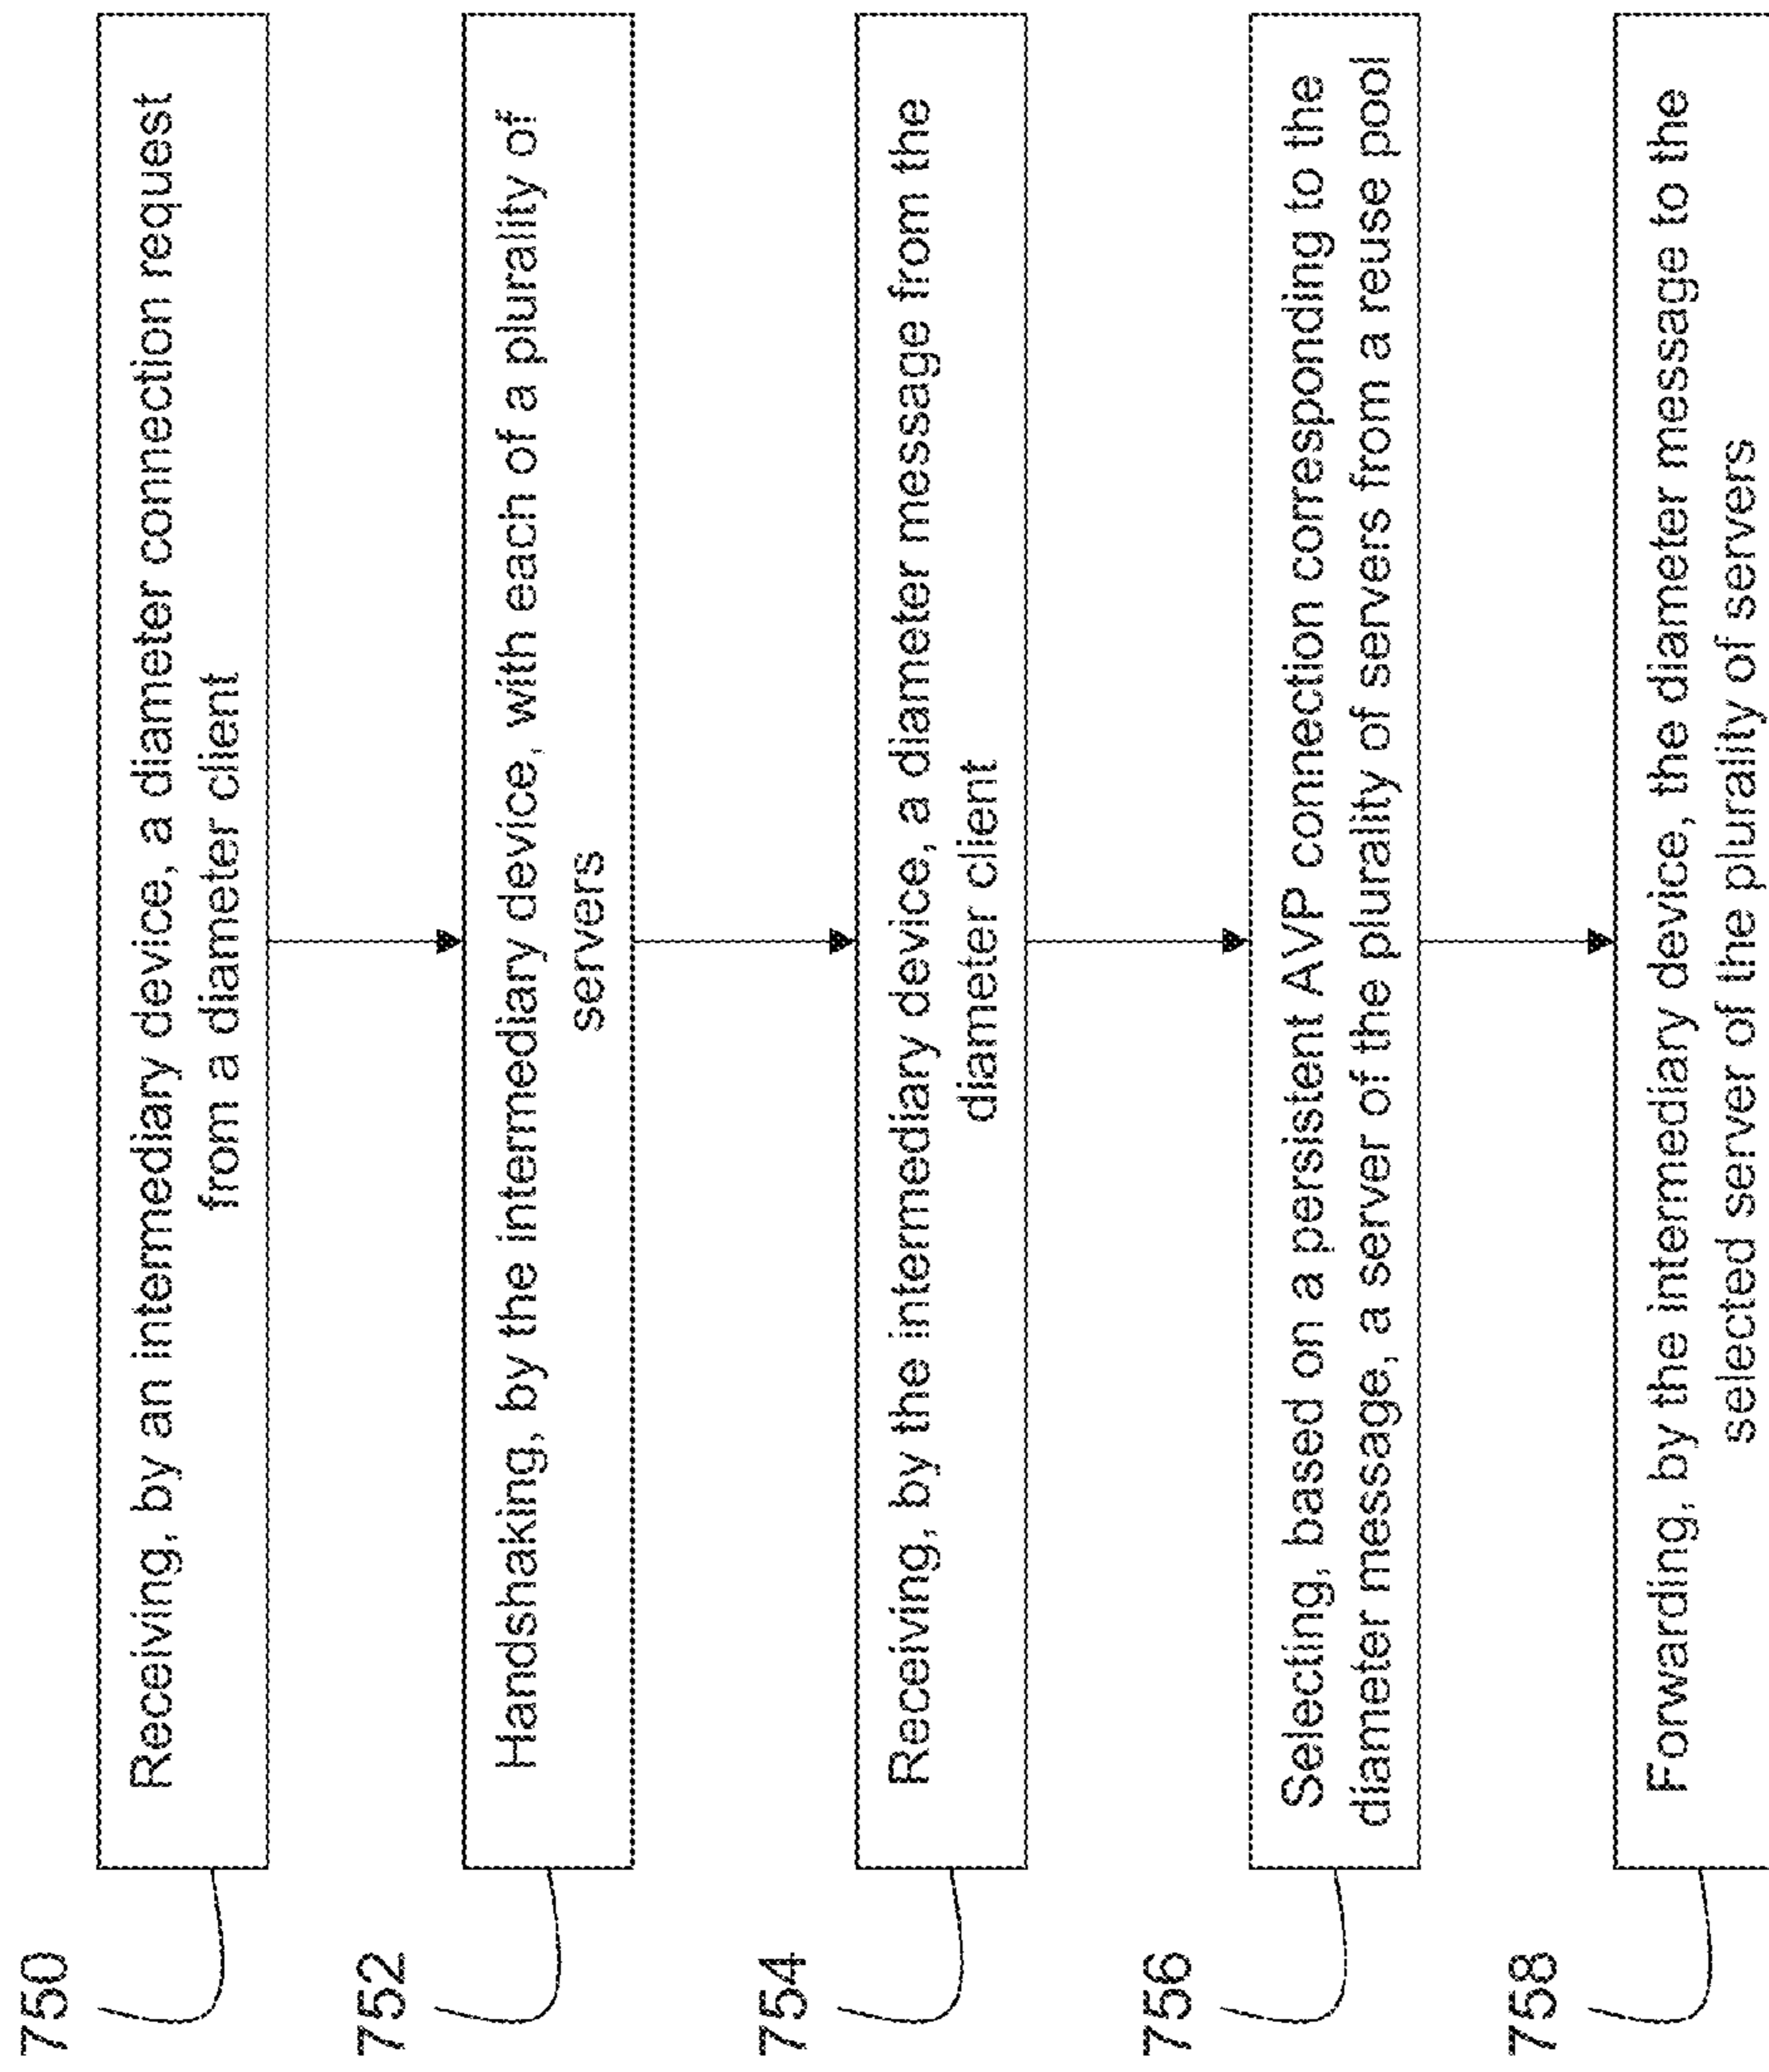 750
Receiving, by an intermediary device, a diameter connection request
from a diameter client
752
Handshaking, by the intermediary device, with each of a plurality of
servers
754
Receiving, by the intermediary device, a diameter message from the
diameter client
756
Selecting, based on a persistent AVP connection corresponding to the
diameter message, a server of the plurality of servers from a reuse pool
758
Forwarding, by the intermediary device, the diameter message to the
selected server of the plurality of servers